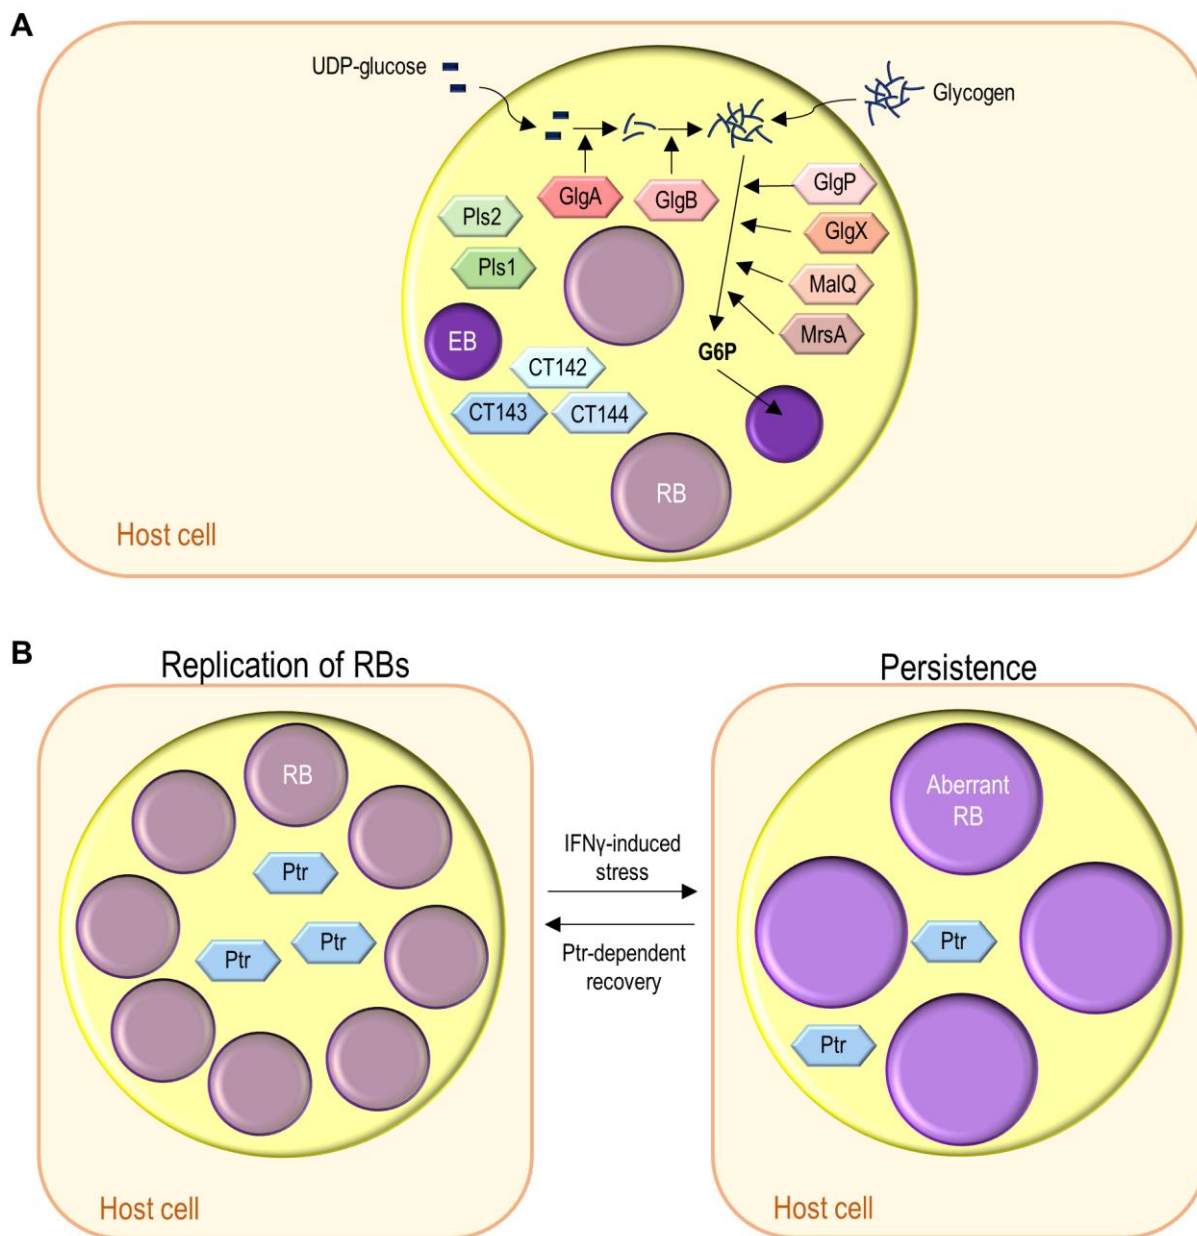 A
UDP-glucose
Glycogen
GlgA
GlgB
GlgP
Pls2
GlgX
Pls1
MalQ
EB
MrsA
G6P
CT142
CT143
CT144
RB
Host cell
B
Replication of RBs
Persistence
RB
Aberrant
RB
IFNγ-induced
stress
Ptr
Ptr
Ptr
Ptr-dependent
recovery
Ptr
Ptr
Host cell
Host cell